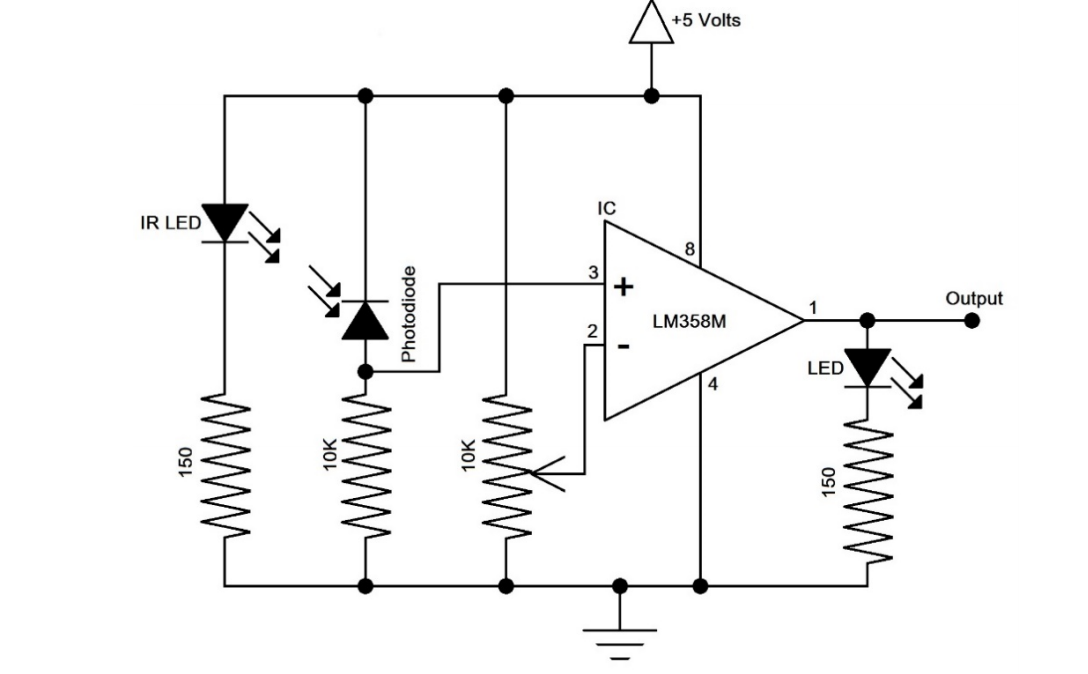 +5 Volts
IR LED
Photodiode
IC
8
3
+
LM358M
1
Output
2
-
4
LED
150
10K
10K
150